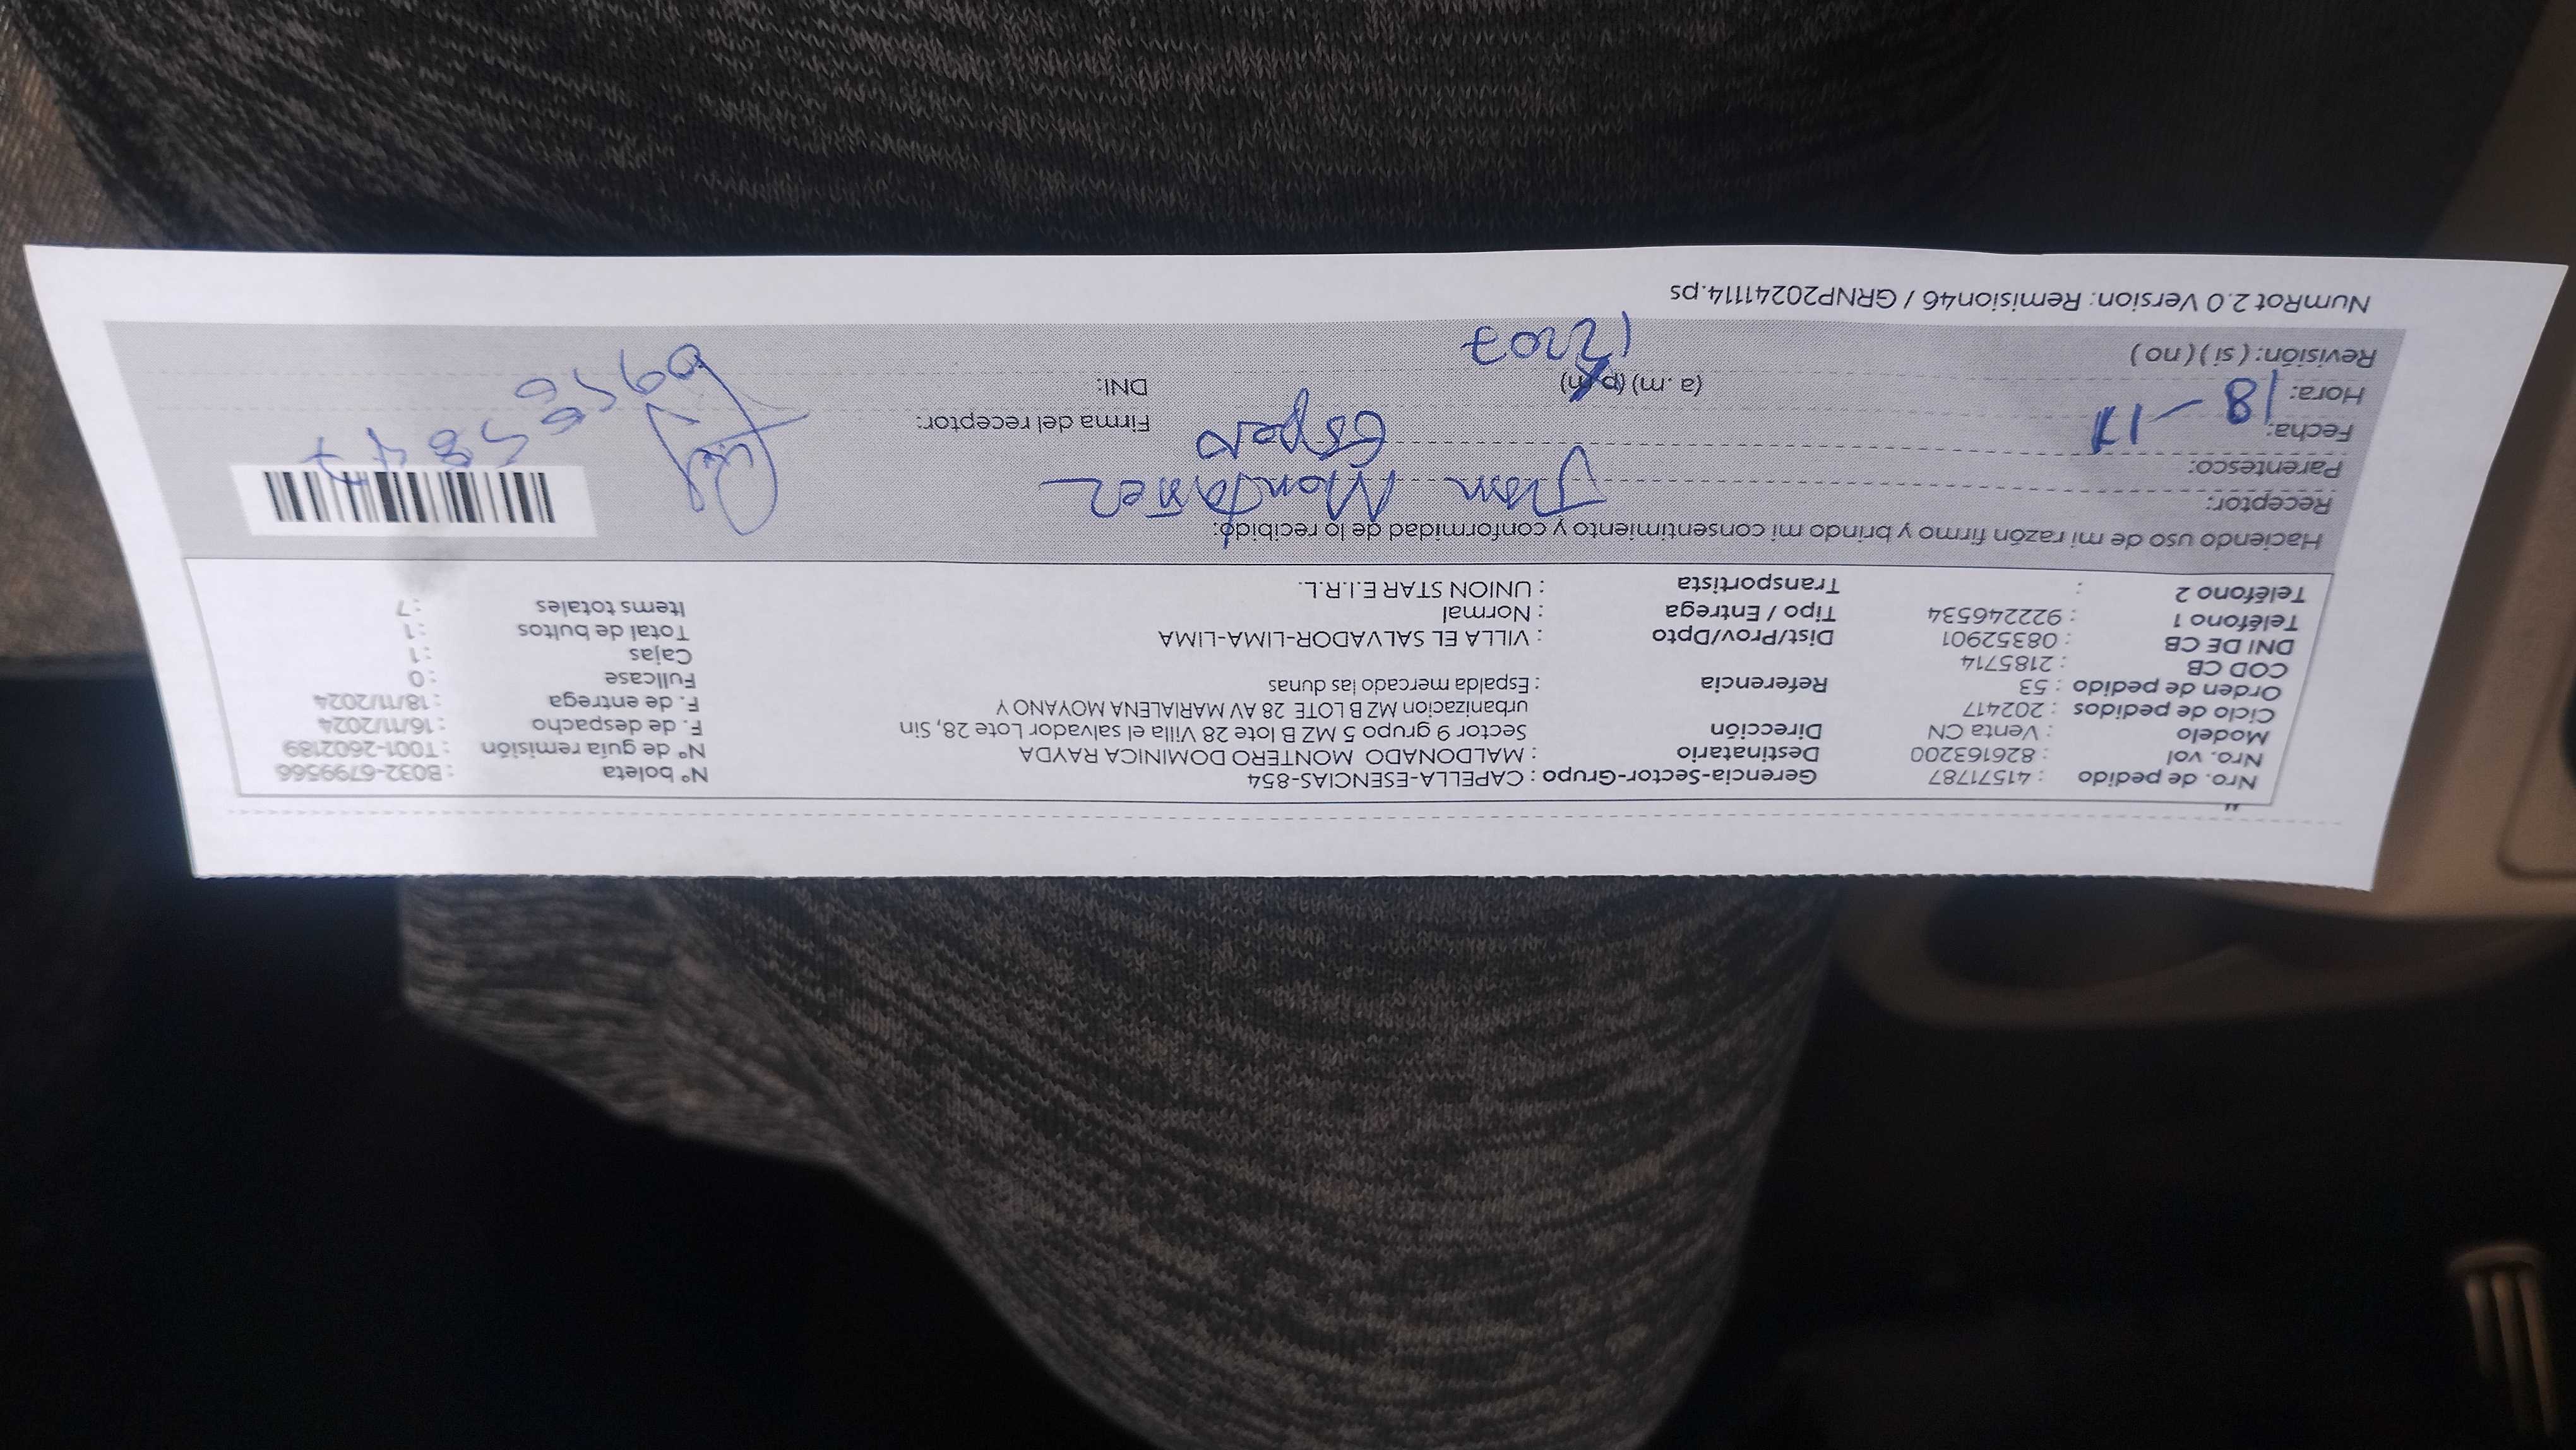 Nro. de pedido : 41571787 Gerencia-Sector-Grupo : CAPELLA-ESENCIAS-854 Nº boleta : B032-6799566
Nro. vol : 826163200 Destinatario : MALDONADO MONTERO DOMINICA RAYDA Nº de guía remisión : T001-2602189
Modelo : Venta CN Dirección Sector 9 grupo 5 MZ B lote 28 Villa el salvador Lote 28, Sin F. de despacho : 16/11/2024
Ciclo de pedidos : 202417 urbanizacion MZ B LOTE 28 AV MARIALENA MOYANO Y F. de entrega : 18/11/2024
Orden de pedido : 53 Referencia : Espalda mercado las dunas Fullcase : 0
COD CB : 2185714 Cajas : 1
DNI DE CB : 08352901 Dist/Prov/Dpto : VILLA EL SALVADOR-LIMA-LIMA Total de bultos : 1
Teléfono 1 : 922246534 Tipo / Entrega : Normal Items totales : 7
Teléfono 2 : Transportista : UNION STAR E.I.R.L.
Haciendo uso de mi razón firmo y brindo mi consentimiento y conformidad de lo recibido:
Receptor: Juan Montañez
Parentesco: Esposo
Fecha: 18-11 Firma del receptor:
Hora: (a.m) (p.m) DNI:
Revisión: ( si ) ( no )
NumRot 2.0 Version: Remision46 / GRNP20241114.ps